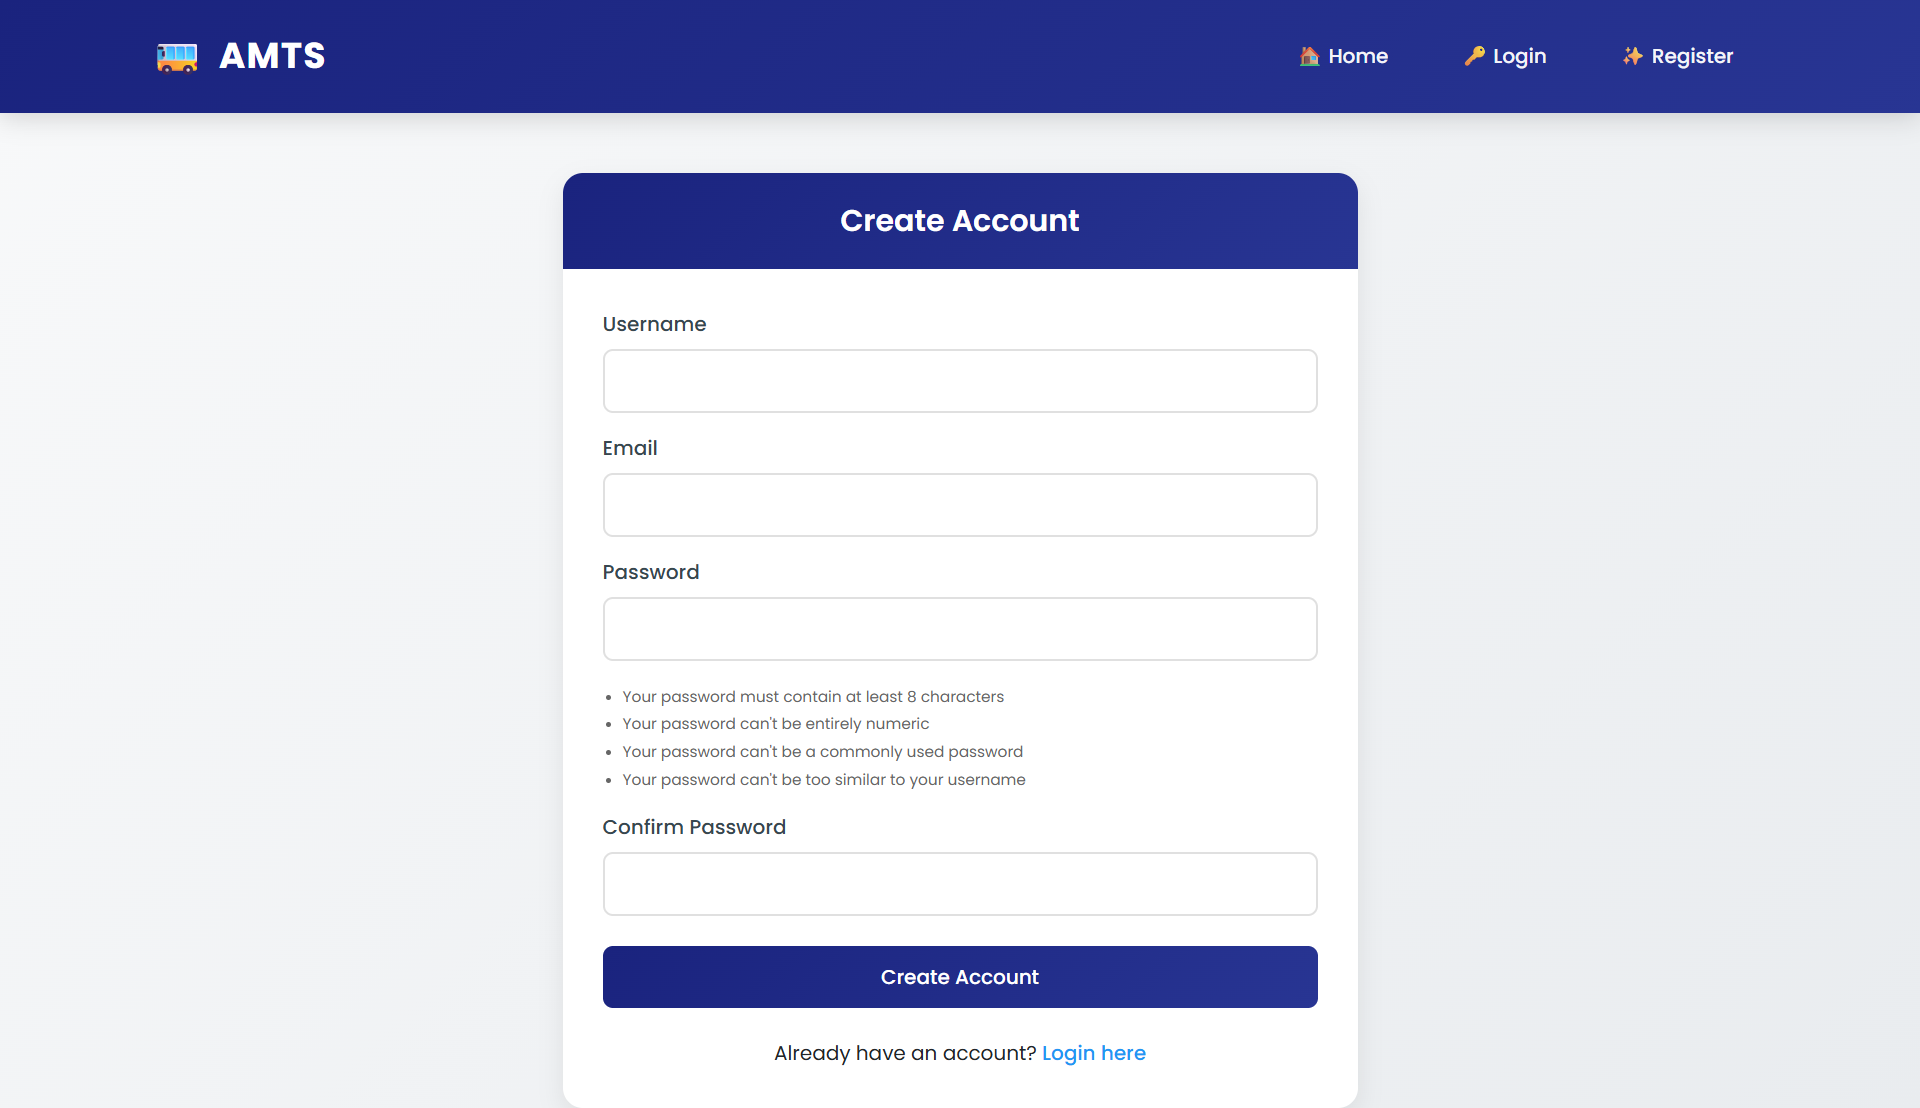 AMTS
Home
Login
Register
Create Account
Username
Email
Password
Your password must contain at least 8 characters
Your password can't be entirely numeric
Your password can't be a commonly used password
Your password can't be too similar to your username
Confirm Password
Create Account
Already have an account? Login here